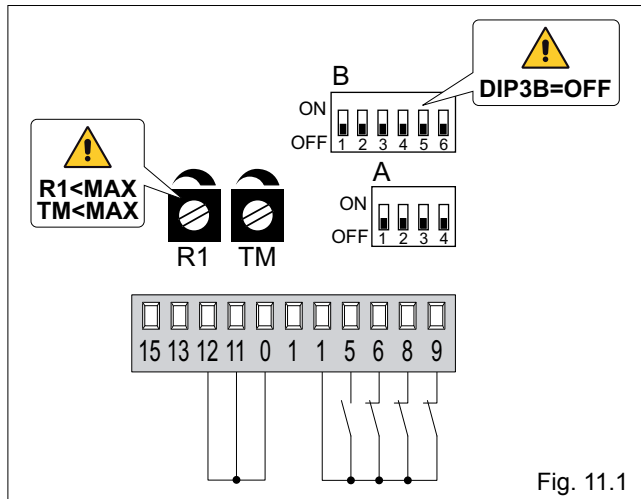 B
ON
OFF
1 2 3 4 5 6
DIP3B=OFF
A
ON
OFF
1 2 3 4
R1<MAX
TM<MAX
R1 TM
15 13 12 11 0 1 1 5 6 8 9
Fig. 11.1